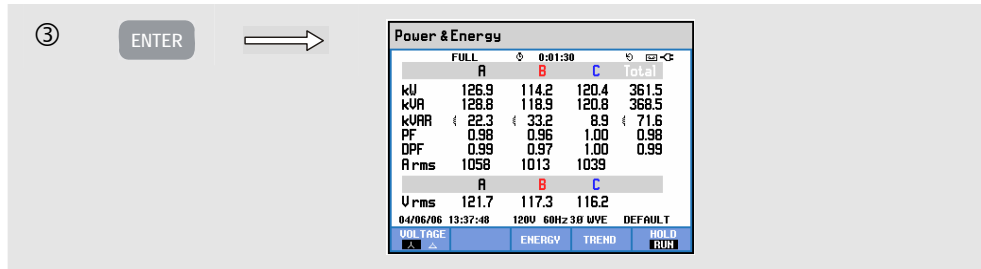 ③ ENTER
Power & Energy
FULL 0:01:30
A B C Total
kW 126.9 114.2 120.4 361.5
kVA 128.8 118.9 120.8 368.5
kVAR 22.3 33.2 8.9 71.6
PF 0.98 0.96 1.00 0.98
DPF 0.99 0.97 1.00 0.99
A rms 1058 1013 1039
A B C
V rms 121.7 117.3 116.2
04/06/06 13:37:48 120V 60Hz 3Ø WYE DEFAULT
VOLTAGE ENERGY TREND HOLD
RUN